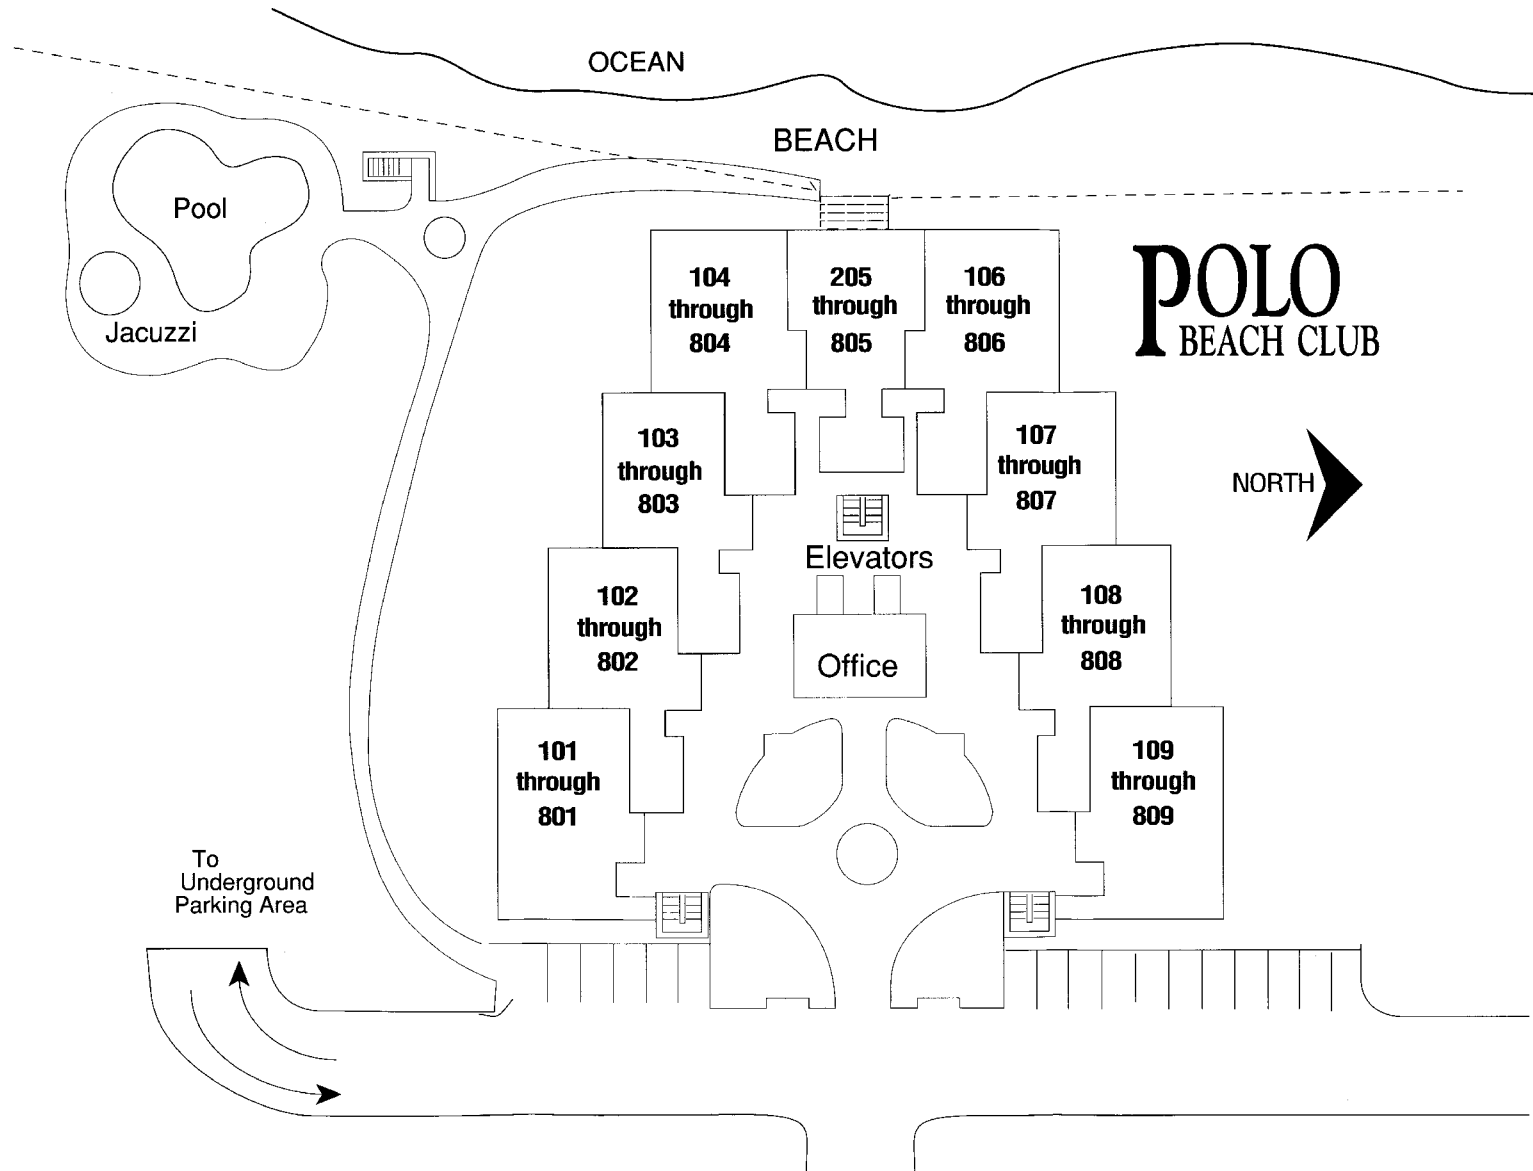 OCEAN
BEACH
Pool
Jacuzzi
104
through
804
205
through
805
106
through
806
POLO
BEACH CLUB
103
through
803
107
through
807
NORTH
Elevators
102
through
802
Office
108
through
808
101
through
801
109
through
809
To
Underground
Parking Area